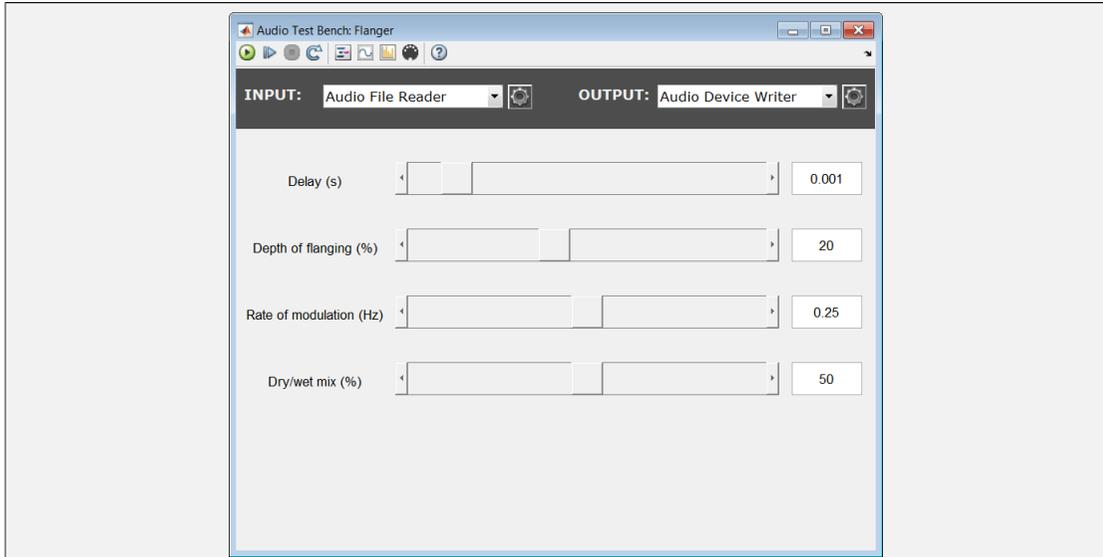 Audio Test Bench: Flanger
INPUT: Audio File Reader OUTPUT: Audio Device Writer
Delay (s) 0.001
Depth of flanging (%) 20
Rate of modulation (Hz) 0.25
Dry/wet mix (%) 50